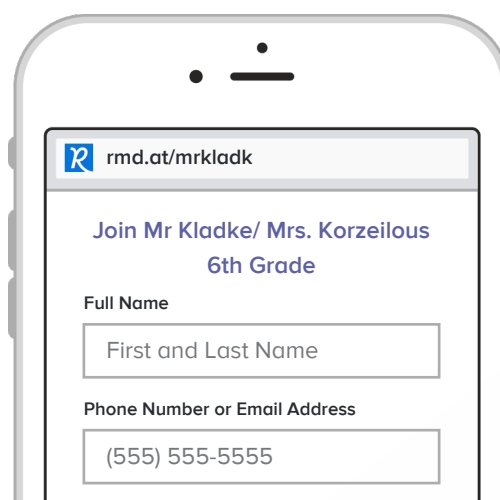 R rmd.at/mrkladk
Join Mr Kladke/ Mrs. Korzeilous
6th Grade
Full Name
First and Last Name
Phone Number or Email Address
(555) 555-5555